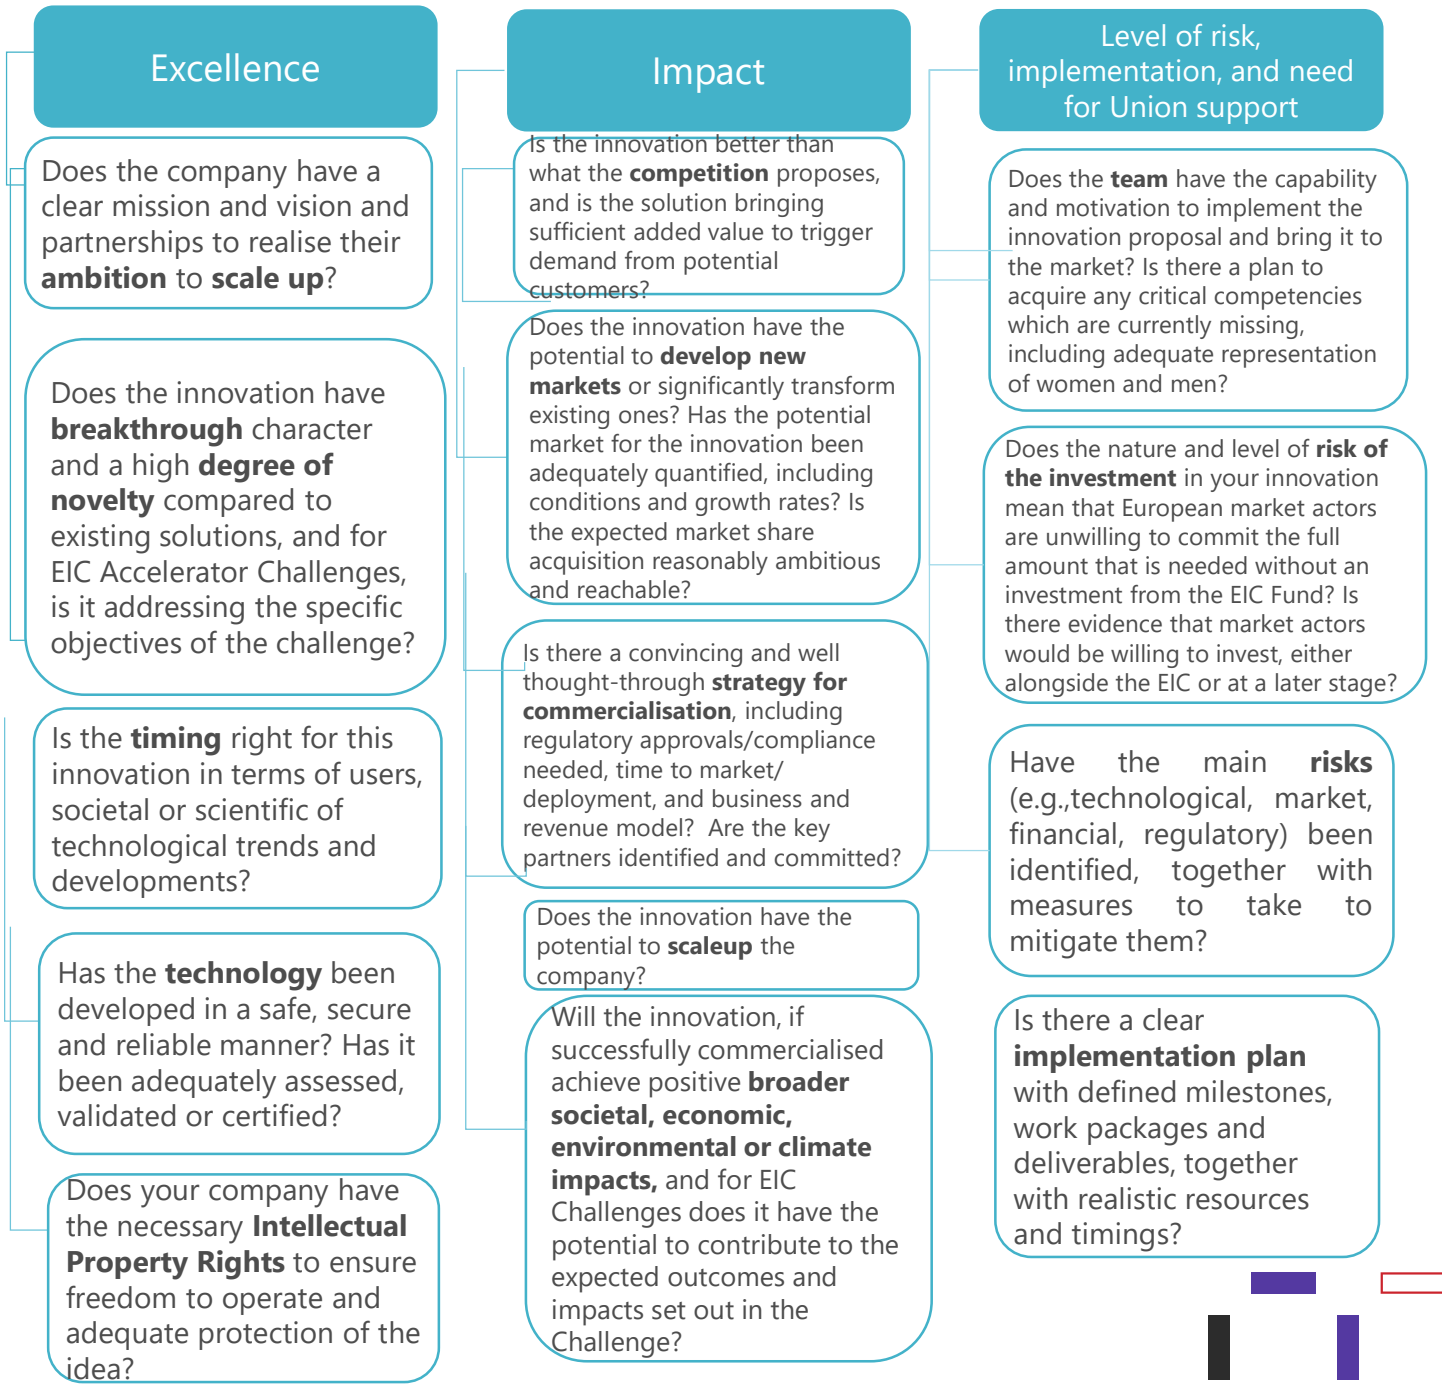 Excellence
Does the company have a
clear mission and vision and
partnerships to realise their
ambition to scale up?
Does the innovation have
breakthrough character
and a high degree of
novelty compared to
existing solutions, and for
EIC Accelerator Challenges,
is it addressing the specific
objectives of the challenge?
Is the timing right for this
innovation in terms of users,
societal or scientific of
technological trends and
developments?
Has the technology been
developed in a safe, secure
and reliable manner? Has it
been adequately assessed,
validated or certified?
Does your company have
the necessary Intellectual
Property Rights to ensure
freedom to operate and
adequate protection of the
idea?
Impact
Is the innovation better than
what the competition proposes,
and is the solution bringing
sufficient added value to trigger
demand from potential
customers?
Does the innovation have the
potential to develop new
markets or significantly transform
existing ones? Has the potential
market for the innovation been
adequately quantified, including
conditions and growth rates? Is
the expected market share
acquisition reasonably ambitious
and reachable?
Is there a convincing and well
thought-through strategy for
commercialisation, including
regulatory approvals/compliance
needed, time to market/
deployment, and business and
revenue model?  Are the key
partners identified and committed?
Does the innovation have the
potential to scaleup the
company?
Will the innovation, if
successfully commercialised
achieve positive broader
societal, economic,
environmental or climate
impacts, and for EIC
Challenges does it have the
potential to contribute to the
expected outcomes and
impacts set out in the
Challenge?
Level of risk,
implementation, and need
for Union support
Does the team have the capability
and motivation to implement the
innovation proposal and bring it to
the market? Is there a plan to
acquire any critical competencies
which are currently missing,
including adequate representation
of women and men?
Does the nature and level of risk of
the investment in your innovation
mean that European market actors
are unwilling to commit the full
amount that is needed without an
investment from the EIC Fund? Is
there evidence that market actors
would be willing to invest, either
alongside the EIC or at a later stage?
Have the main risks
(e.g.,technological, market,
financial, regulatory) been
identified, together with
measures to take to
mitigate them?
Is there a clear
implementation plan
with defined milestones,
work packages and
deliverables, together
with realistic resources
and timings?